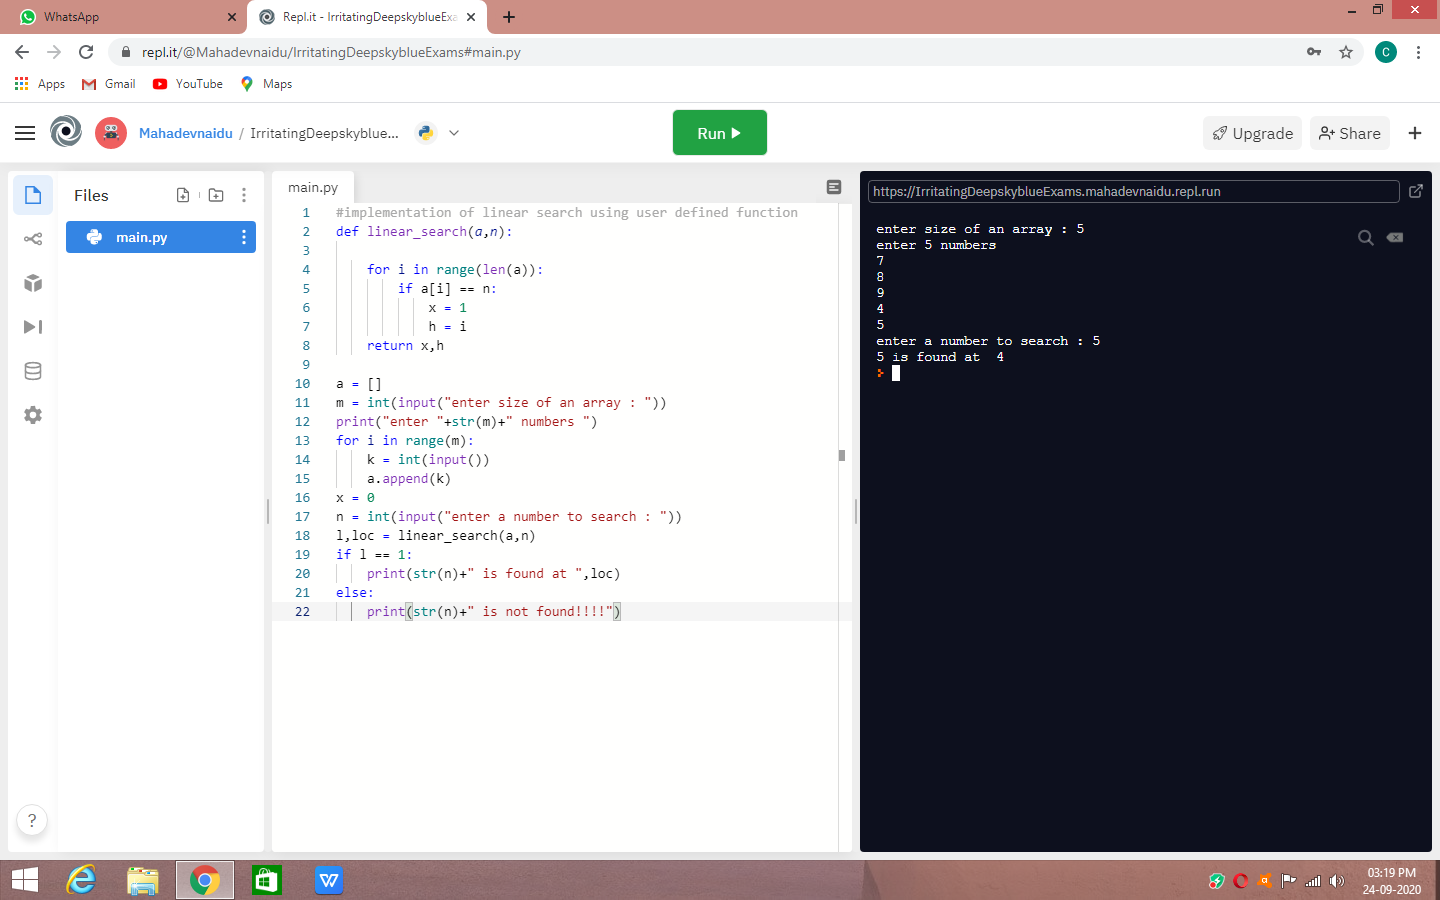 WhatsApp
Repl.it - IrritatingDeepskyblueExa
repl.it/@Mahadevnaidu/IrritatingDeepskyblueExams#main.py
C
Apps Gmail YouTube Maps
Mahadevnaidu / IrritatingDeepskyblue...
Run
Upgrade
Share
Files
main.py
main.py
1 #implementation of linear search using user defined function
2 def linear_search(a,n):
3
4 for i in range(len(a)):
5 if a[i] == n:
6 x = 1
7 h = i
8 return x,h
9
10 a = []
11 m = int(input("enter size of an array : "))
12 print("enter "+str(m)+" numbers ")
13 for i in range(m):
14 k = int(input())
15 a.append(k)
16 x = 0
17 n = int(input("enter a number to search : "))
18 l,loc = linear_search(a,n)
19 if l == 1:
20 print(str(n)+" is found at ",loc)
21 else:
22 print(str(n)+" is not found!!!!")
https://IrritatingDeepskyblueExams.mahadevnaidu.repl.run
enter size of an array : 5
enter 5 numbers
7
8
9
4
5
enter a number to search : 5
5 is found at  4
?
03:19 PM
24-09-2020